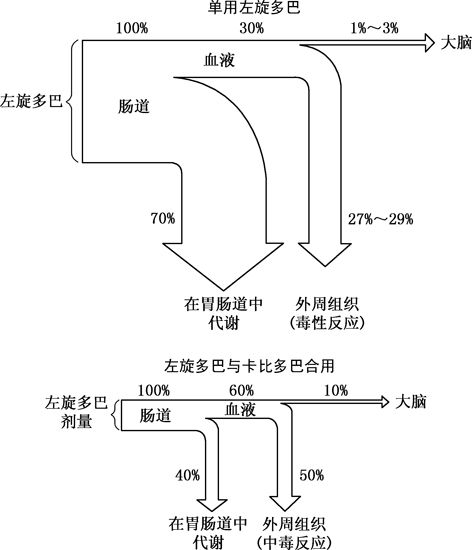 单用左旋多巴
100% 30% 1%～3%
大脑
血液
左旋多巴
肠道
70%
27%～29%
在胃肠道中
代谢
外周组织
(毒性反应)
左旋多巴与卡比多巴合用
100% 60% 10%
大脑
左旋多巴
剂量
肠道
血液
40%
50%
在胃肠道中
代谢
外周组织
(中毒反应)